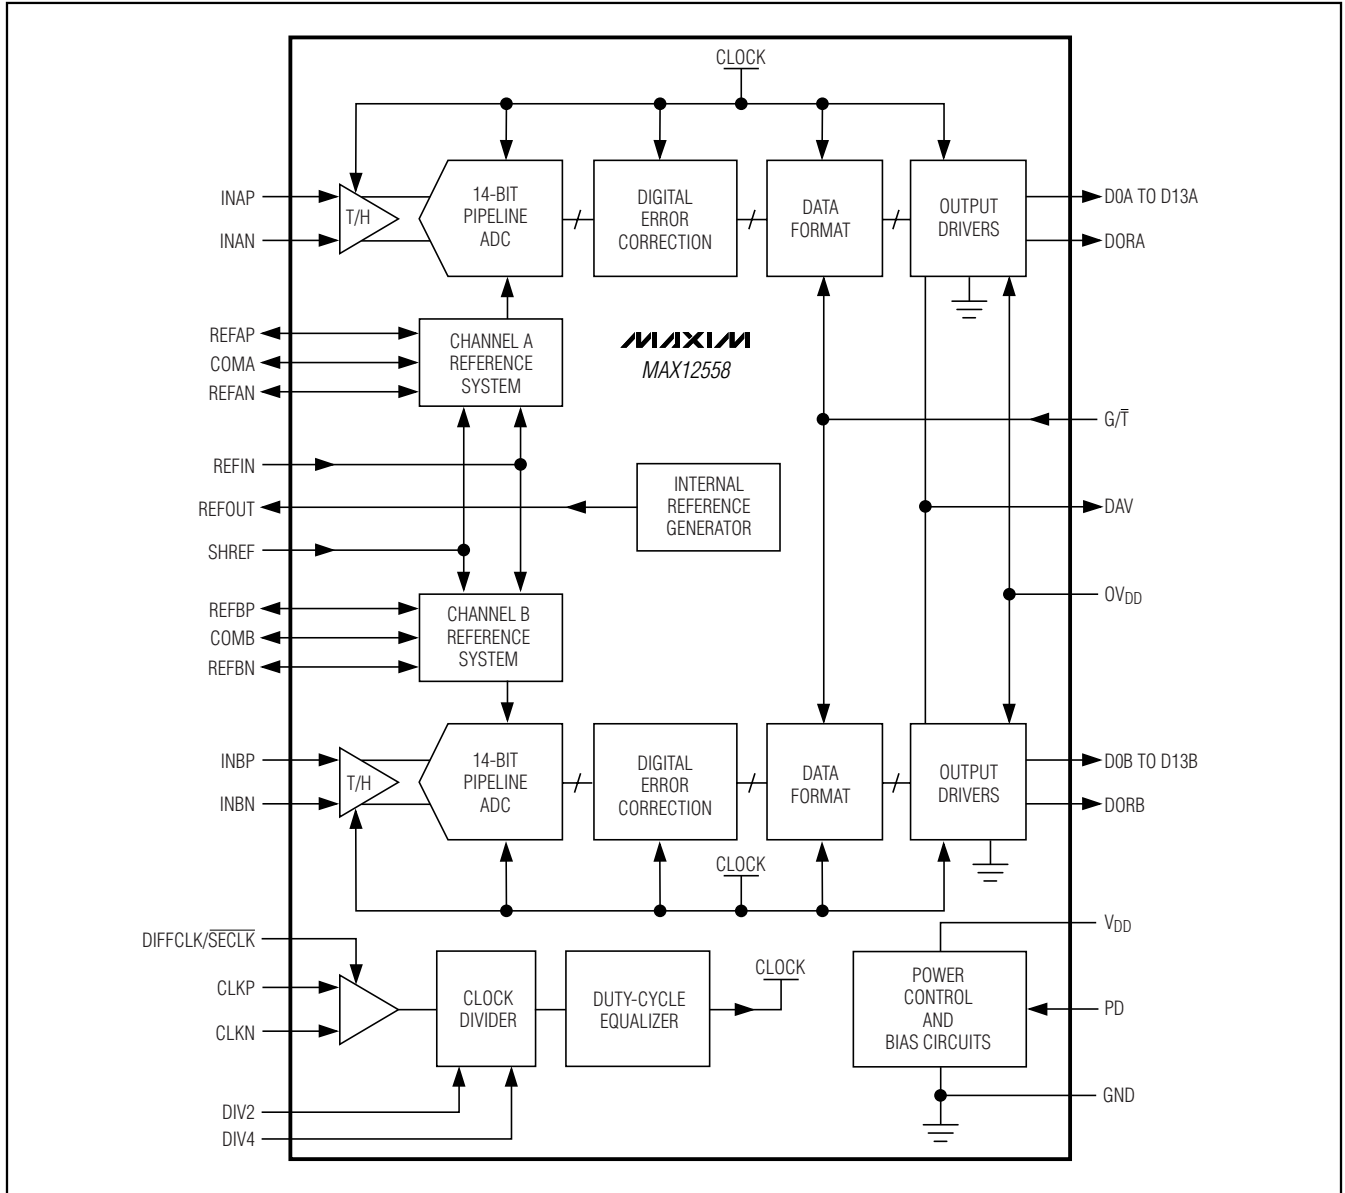 CLOCK
INAP
INAN
T/H
14-BIT
PIPELINE
ADC
DIGITAL
ERROR
CORRECTION
DATA
FORMAT
OUTPUT
DRIVERS
D0A TO D13A
DORA
REFAP
COMA
REFAN
CHANNEL A
REFERENCE
SYSTEM
MAXIM
MAX12558
G/T̅
REFIN
REFOUT
SHREF
INTERNAL
REFERENCE
GENERATOR
DAV
OVDD
REFBP
COMB
REFBN
CHANNEL B
REFERENCE
SYSTEM
INBP
INBN
T/H
14-BIT
PIPELINE
ADC
DIGITAL
ERROR
CORRECTION
DATA
FORMAT
OUTPUT
DRIVERS
D0B TO D13B
DORB
CLOCK
DIFFCLK/S̅E̅C̅L̅K̅
CLKP
CLKN
CLOCK
DIVIDER
DUTY-CYCLE
EQUALIZER
CLOCK
POWER
CONTROL
AND
BIAS CIRCUITS
VDD
PD
GND
DIV2
DIV4